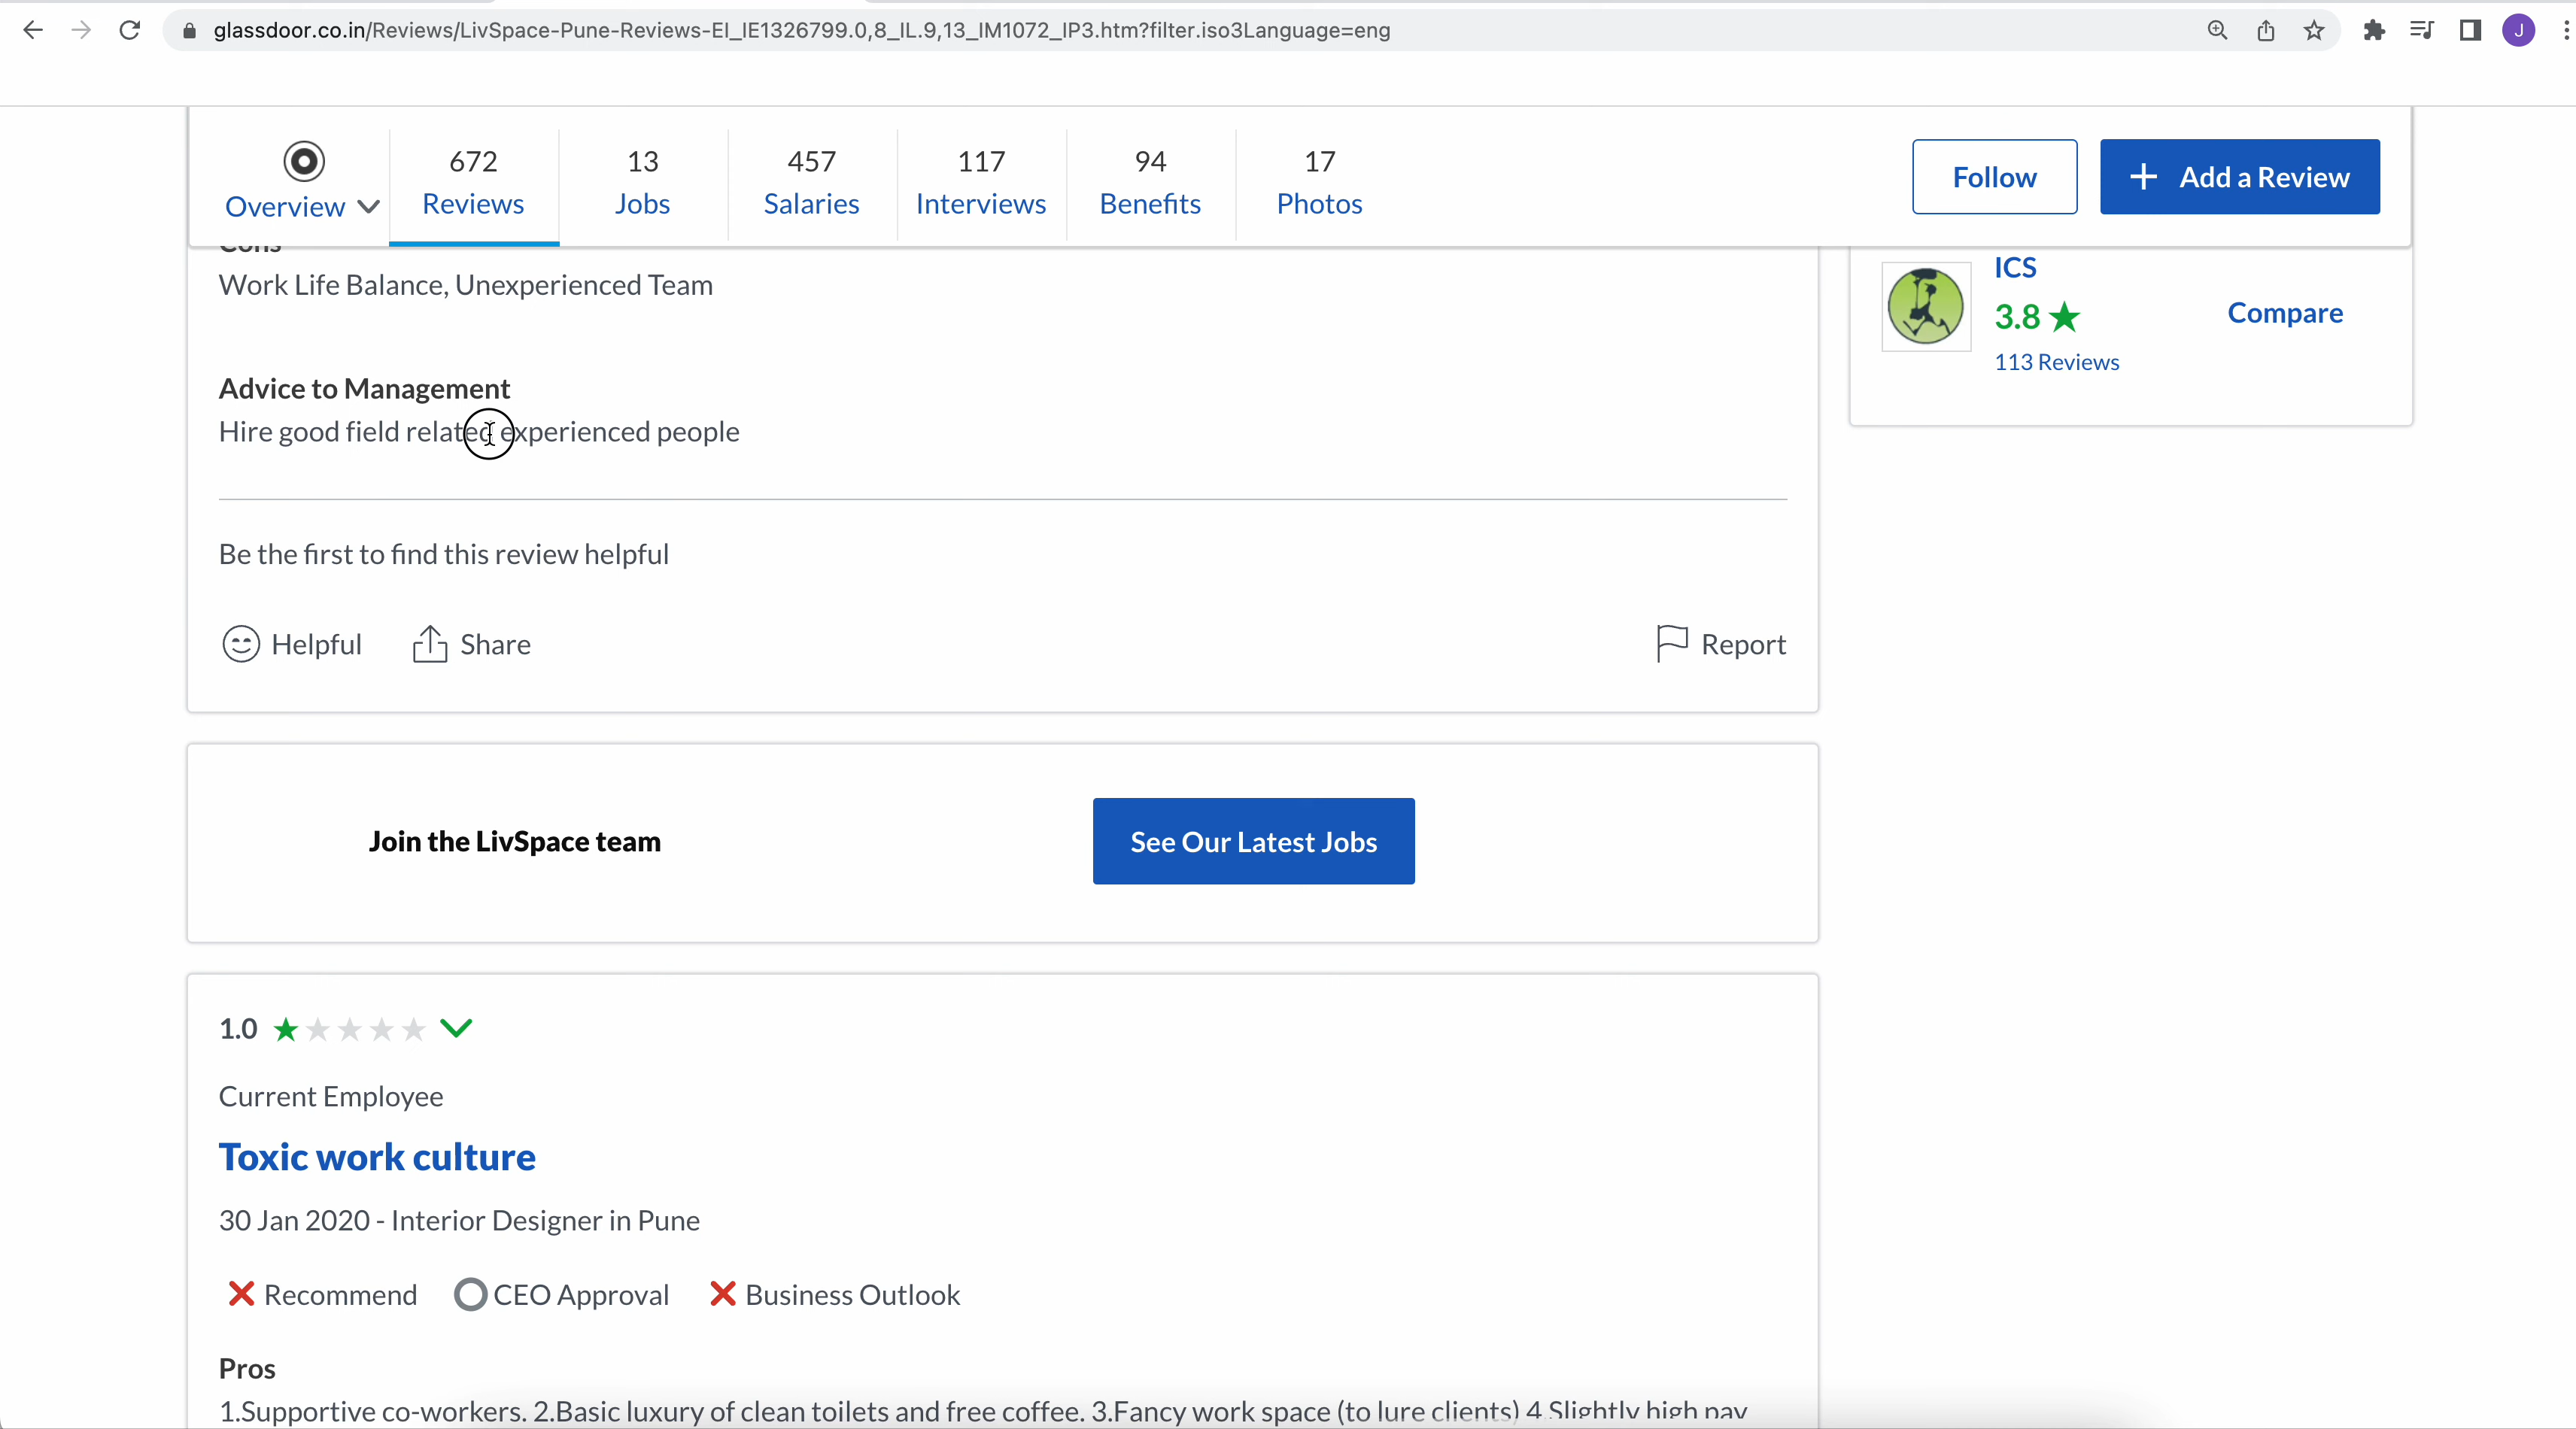 glassdoor.co.in/Reviews/LivSpace-Pune-Reviews-EI_IE1326799.0,8_IL.9,13_IM1072_IP3.htm?filter.iso3Language=eng
J
Overview
672
Reviews
13
Jobs
457
Salaries
117
Interviews
94
Benefits
17
Photos
Follow
+ Add a Review
Cons
Work Life Balance, Unexperienced Team
Advice to Management
Hire good field related experienced people
Be the first to find this review helpful
Helpful
Share
Report
ICS
3.8
Compare
113 Reviews
Join the LivSpace team
See Our Latest Jobs
1.0
Current Employee
Toxic work culture
30 Jan 2020 - Interior Designer in Pune
Recommend
CEO Approval
Business Outlook
Pros
1.Supportive co-workers. 2.Basic luxury of clean toilets and free coffee. 3.Fancy work space (to lure clients) 4.Slightly high pay